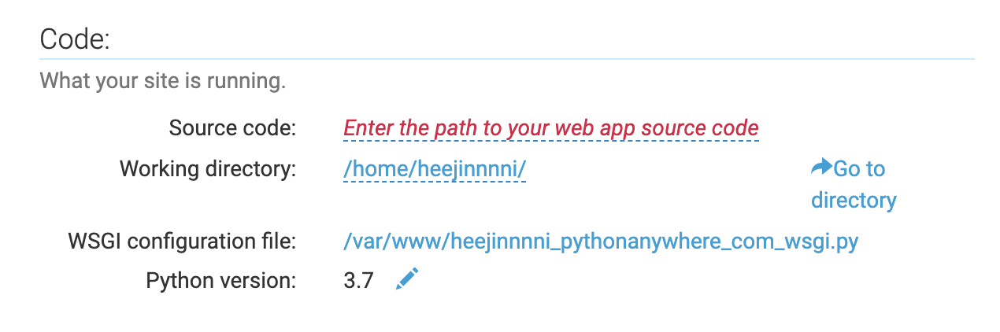 Code:
What your site is running.
Source code: Enter the path to your web app source code
Working directory: /home/heejinnnni/ Go to
directory
WSGI configuration file: /var/www/heejinnnni_pythonanywhere_com_wsgi.py
Python version: 3.7